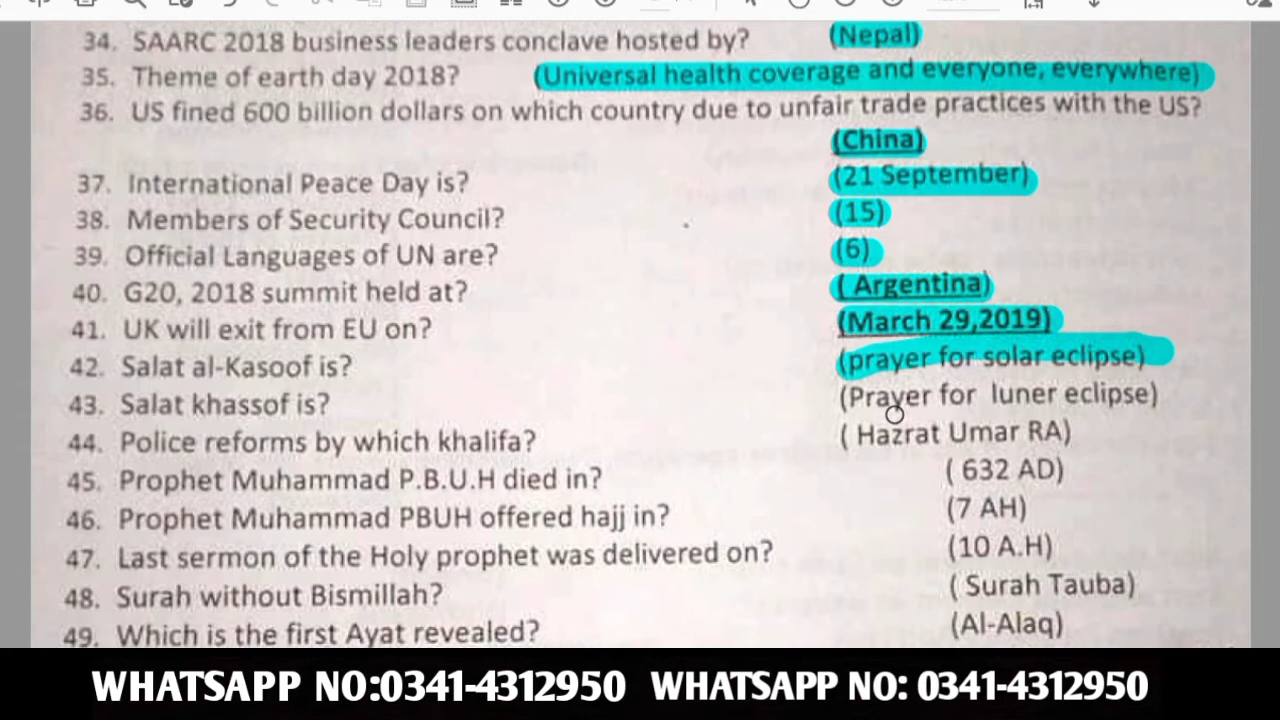 34. SAARC 2018 business leaders conclave hosted by? (Nepal)
35. Theme of earth day 2018? (Universal health coverage and everyone, everywhere)
36. US fined 600 billion dollars on which country due to unfair trade practices with the US?
(China)
37. International Peace Day is? (21 September)
38. Members of Security Council? (15)
39. Official Languages of UN are? (6)
40. G20, 2018 summit held at? ( Argentina)
41. UK will exit from EU on? (March 29,2019)
42. Salat al-Kasoof is? (prayer for solar eclipse)
43. Salat khassof is? (Prayer for luner eclipse)
44. Police reforms by which khalifa? ( Hazrat Umar RA)
45. Prophet Muhammad P.B.U.H died in? ( 632 AD)
46. Prophet Muhammad PBUH offered hajj in? (7 AH)
47. Last sermon of the Holy prophet was delivered on? (10 A.H)
48. Surah without Bismillah? ( Surah Tauba)
49. Which is the first Ayat revealed? (Al-Alaq)
WHATSAPP NO:0341-4312950 WHATSAPP NO: 0341-4312950